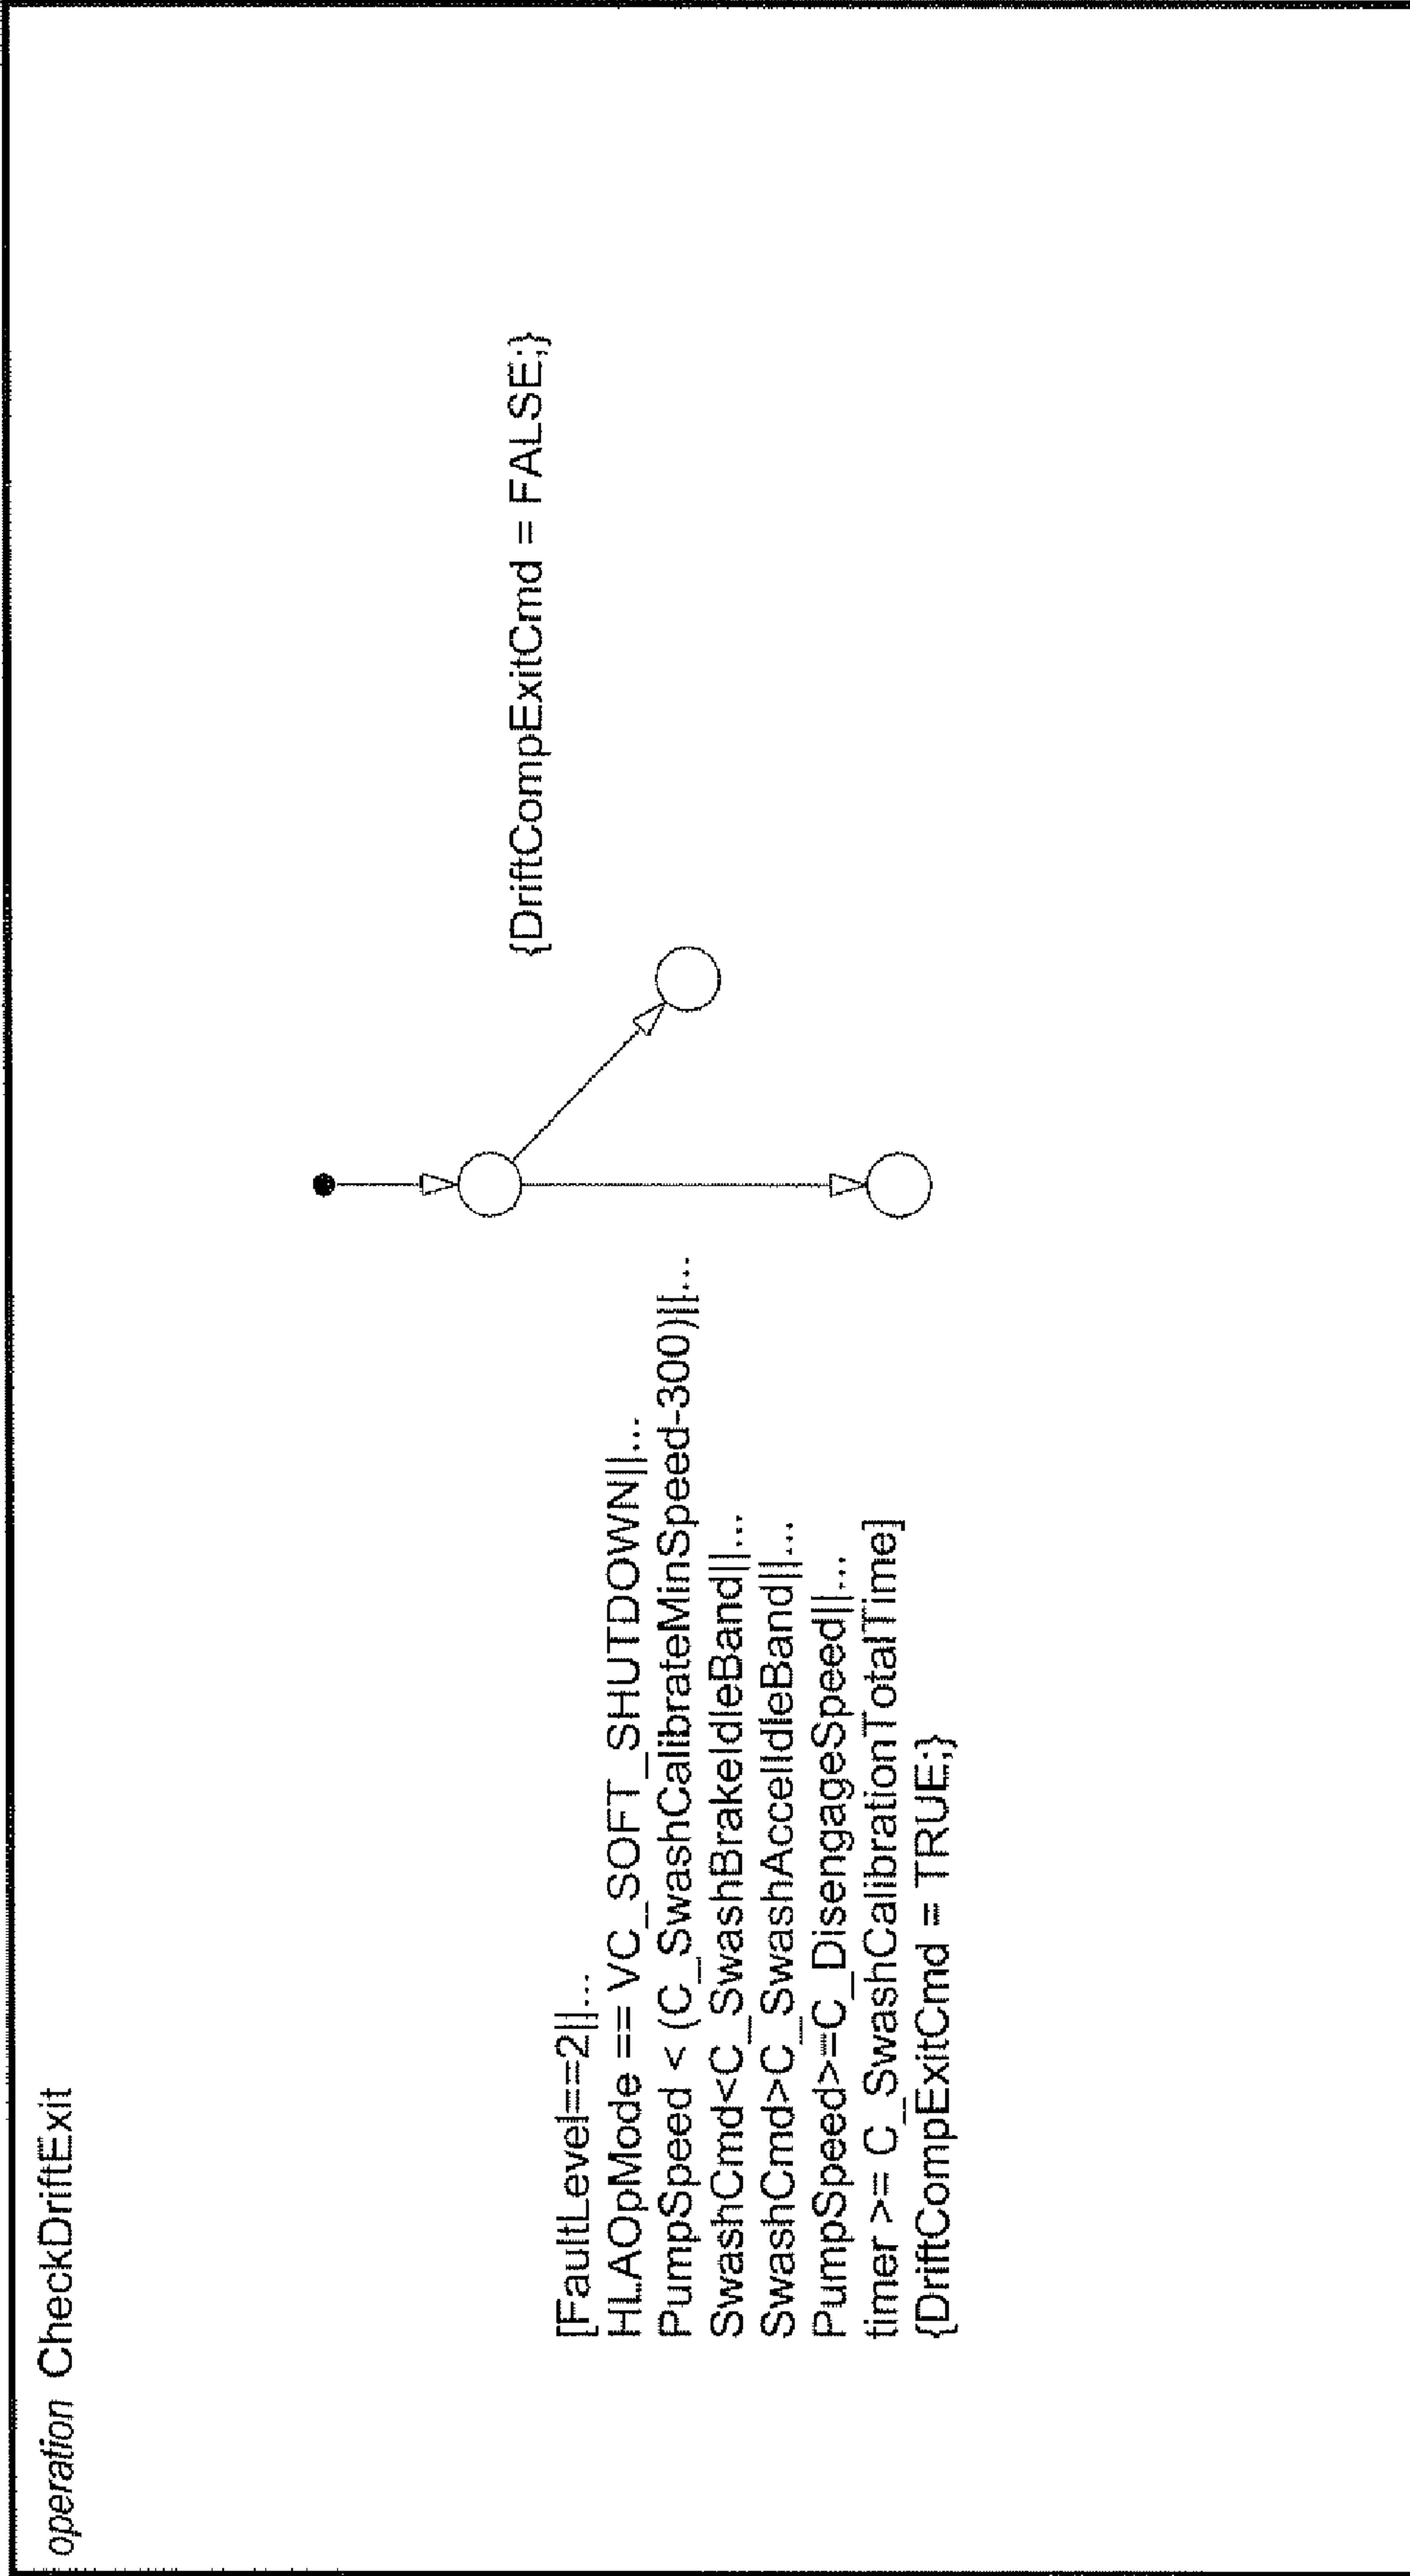 operation CheckDriftExit
{DriftCompExitCmd = FALSE;}
[FaultLevel==2||...
HLAOpMode == VC_SOFT_SHUTDOWN||...
PumpSpeed < (C_SwashCalibrateMinSpeed-300)||...
SwashCmd<C_SwashBrakeIdleBand||...
SwashCmd>C_SwashAccelIdleBand||...
PumpSpeed>=C_DisengageSpeed||...
timer >= C_SwashCalibrationTotalTime]
{DriftCompExitCmd = TRUE;}